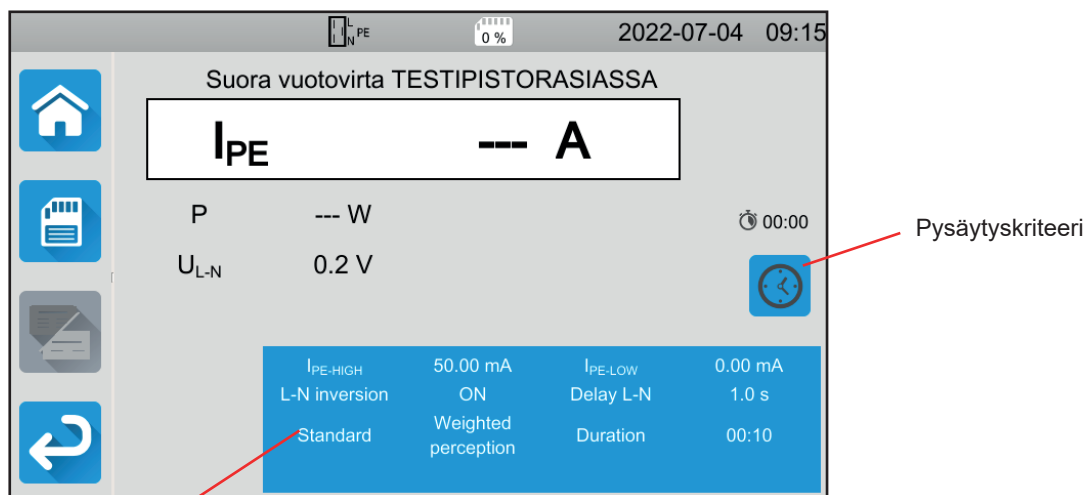 L
N PE
0 %
2022-07-04 09:15
Suora vuotovirta TESTIPISTORASIASSA
IPE --- A
P --- W
00:00
Pysäytyskriteeri
UL-N 0.2 V
IPE-HIGH 50.00 mA IPE-LOW 0.00 mA
L-N inversion ON Delay L-N 1.0 s
Standard Weighted perception Duration 00:10